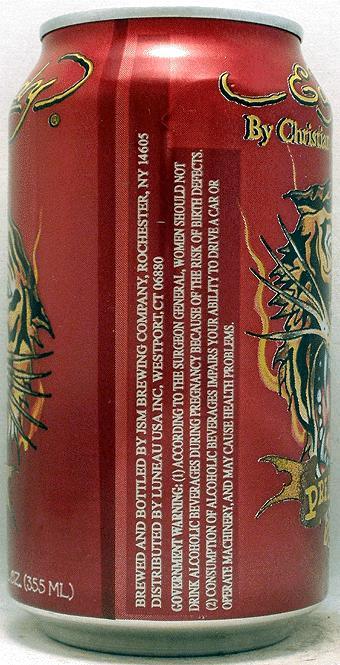 dy
®
By Christian
BREWED AND BOTTLED BY JSM BREWING COMPANY, ROCHESTER, NY 14605
DISTRIBUTED BY LUNEAU USA INC, WESTPORT,CT 06880
GOVERNMENT WARNING: (1) ACCORDING TO THE SURGEON GENERAL, WOMEN SHOULD NOT
DRINK ALCOHOLIC BEVERAGES DURING PREGNANCY BECAUSE OF THE RISK OF BIRTH DEFECTS.
(2) CONSUMPTION OF ALCOHOLIC BEVERAGES IMPAIRS YOUR ABILITY TO DRIVE A CAR OR
OPERATE MACHINERY, AND MAY CAUSE HEALTH PROBLEMS.
PRE
OZ (355 ML)